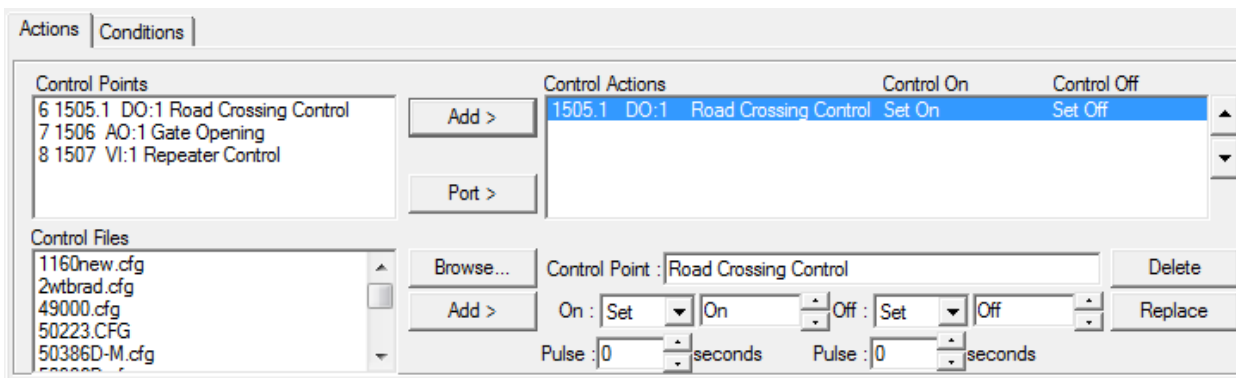 Actions Conditions
Control Points
6 1505.1 DO:1 Road Crossing Control
7 1506 AO:1 Gate Opening
8 1507 VI:1 Repeater Control
Add >
Port >
Control Actions Control On Control Off
1505.1 DO:1 Road Crossing Control Set On Set Off
Control Files
1160new.cfg
2wtbrad.cfg
49000.cfg
50223.CFG
50386D-M.cfg
Browse...
Add >
Control Point : Road Crossing Control Delete
On : Set On Off : Set Off Replace
Pulse : 0 seconds Pulse : 0 seconds